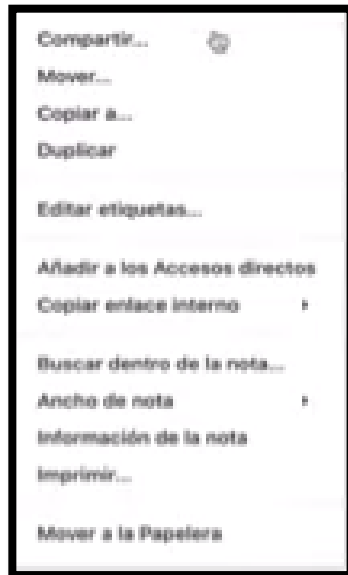 Compartir...
Mover...
Copiar a...
Duplicar
Editar etiquetas...
Añadir a los Accesos directos
Copiar enlace interno
Buscar dentro de la nota...
Ancho de nota
Información de la nota
Imprimir...
Mover a la Papelera